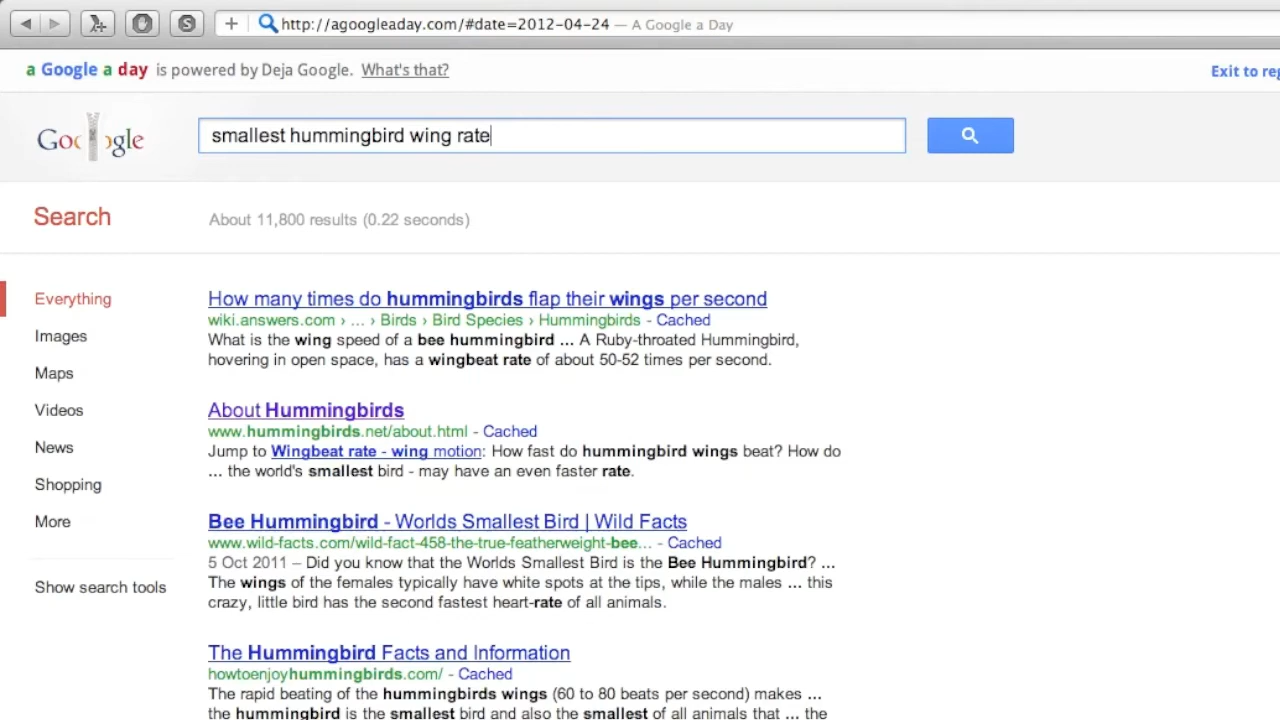 http://agoogleaday.com/#date=2012-04-24 — A Google a Day
a Google a day is powered by Deja Google. What's that?
Exit to reg
Google
smallest hummingbird wing rate
Search
About 11,800 results (0.22 seconds)
Everything
Images
Maps
Videos
News
Shopping
More
Show search tools
How many times do hummingbirds flap their wings per second
wiki.answers.com › ... › Birds › Bird Species › Hummingbirds - Cached
What is the wing speed of a bee hummingbird ... A Ruby-throated Hummingbird,
hovering in open space, has a wingbeat rate of about 50-52 times per second.
About Hummingbirds
www.hummingbirds.net/about.html - Cached
Jump to Wingbeat rate - wing motion: How fast do hummingbird wings beat? How do
... the world's smallest bird - may have an even faster rate.
Bee Hummingbird - Worlds Smallest Bird | Wild Facts
www.wild-facts.com/wild-fact-458-the-true-featherweight-bee... - Cached
5 Oct 2011 – Did you know that the Worlds Smallest Bird is the Bee Hummingbird? ...
The wings of the females typically have white spots at the tips, while the males ... this
crazy, little bird has the second fastest heart-rate of all animals.
The Hummingbird Facts and Information
howtoenjoyhummingbirds.com/ - Cached
The rapid beating of the hummingbirds wings (60 to 80 beats per second) makes ...
the hummingbird is the smallest bird and also the smallest of all animals that ... the